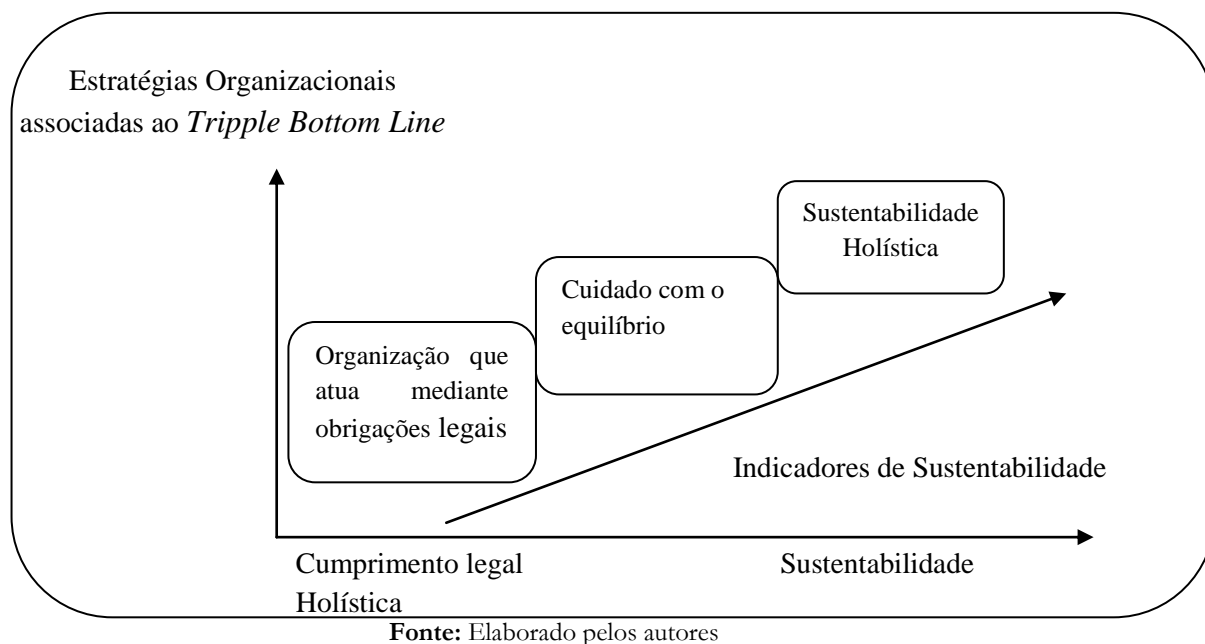 Estratégias Organizacionais
associadas ao Tripple Bottom Line
Sustentabilidade
Holística
Cuidado com o
equilíbrio
Organização que
atua mediante
obrigações legais
Indicadores de Sustentabilidade
Cumprimento legal Sustentabilidade
Holística
Fonte: Elaborado pelos autores